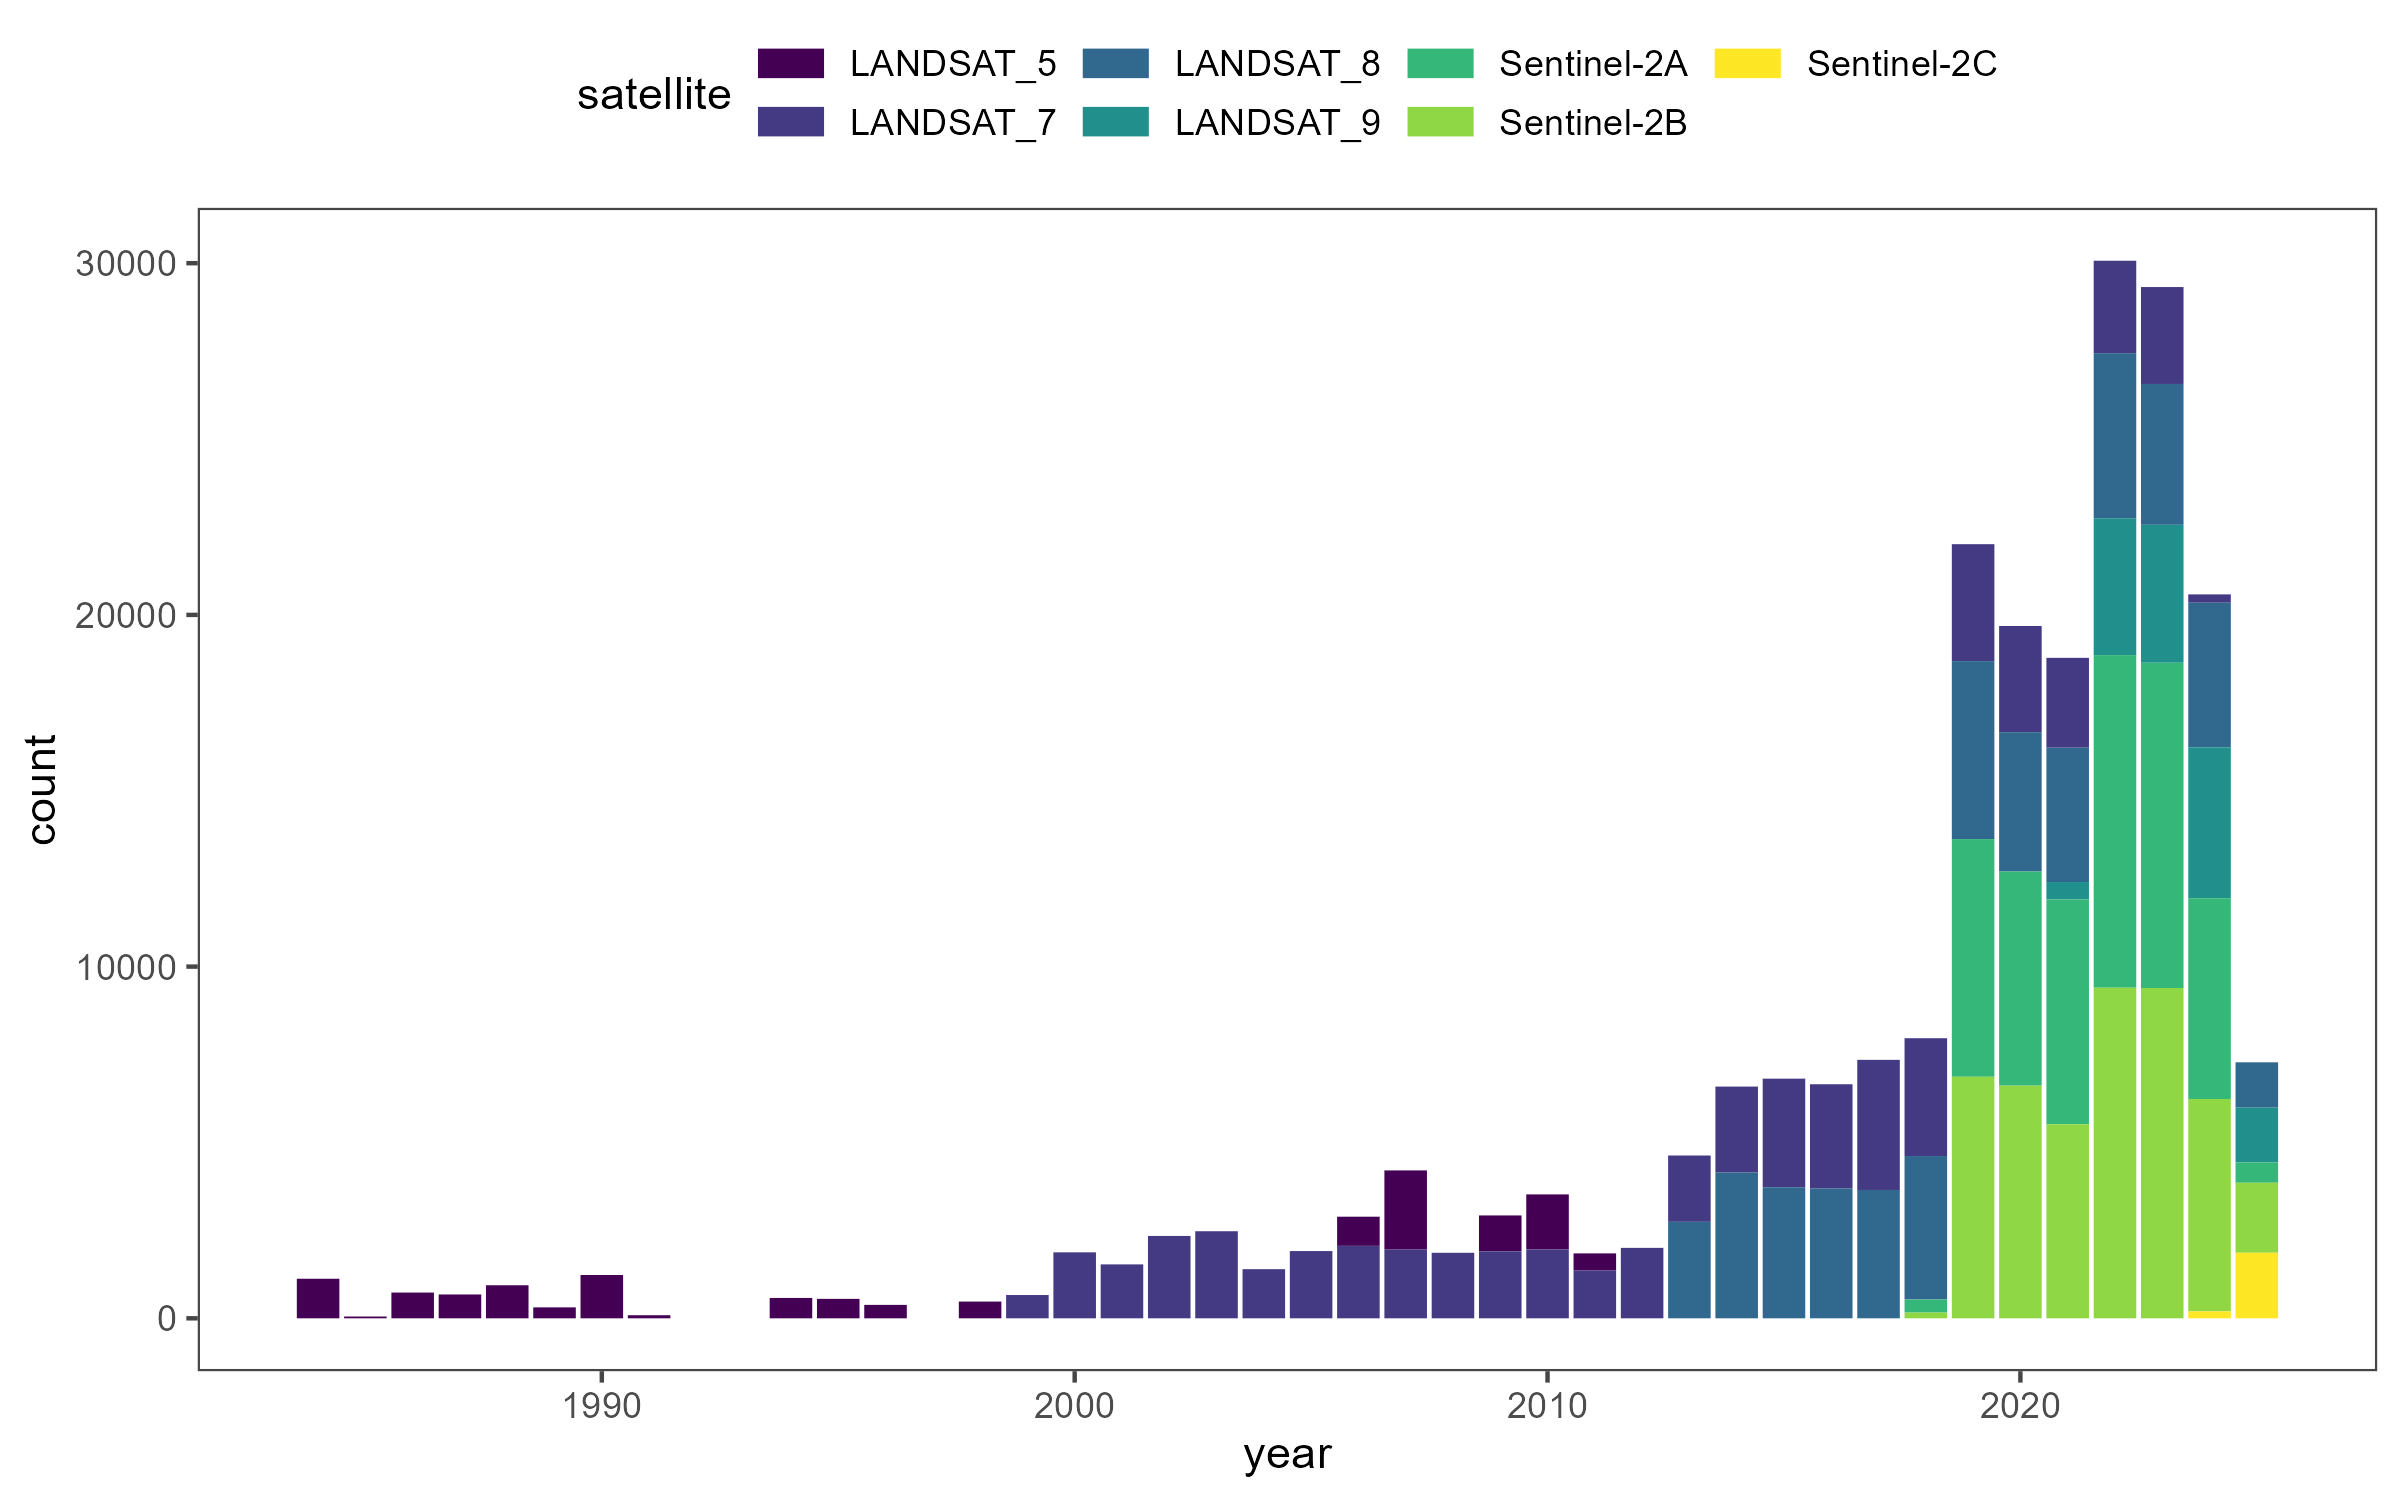 satellite
LANDSAT_5 LANDSAT_8 Sentinel-2A Sentinel-2C
LANDSAT_7 LANDSAT_9 Sentinel-2B
30000
20000
10000
0
count
1990 2000 2010 2020
year